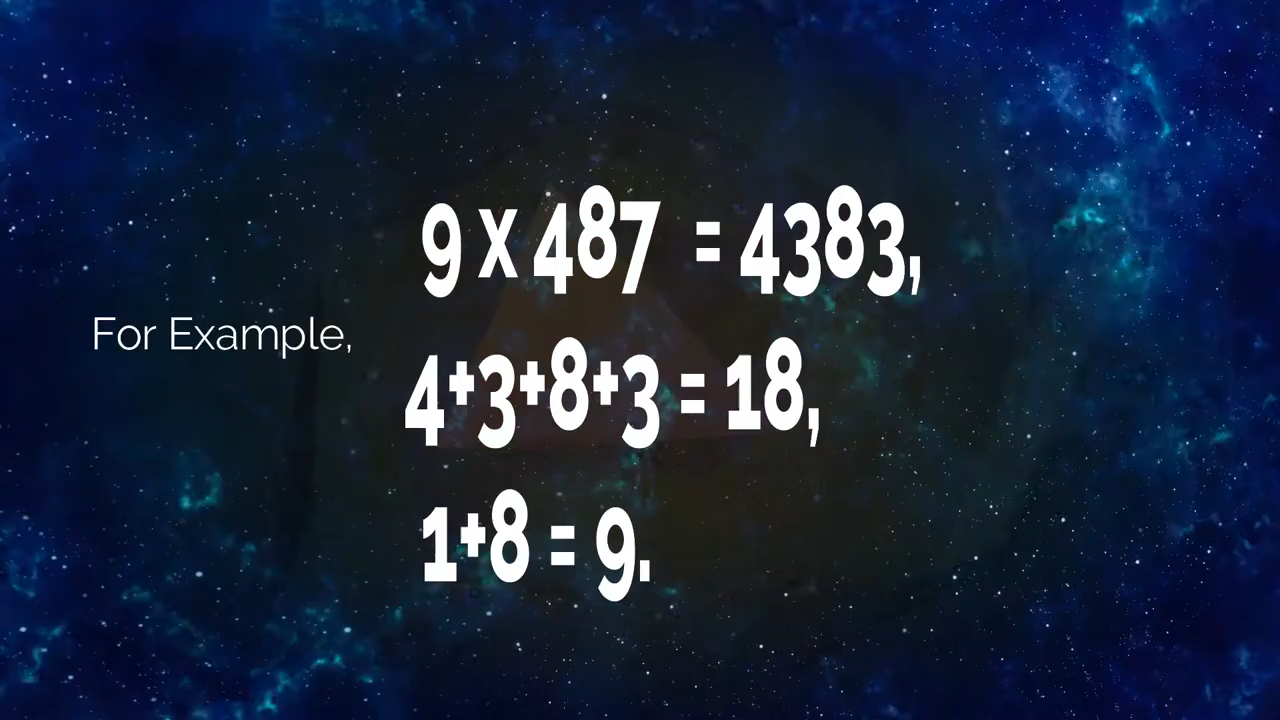 For Example,
9 x 487 = 4383,
4+3+8+3 = 18,
1+8 = 9.